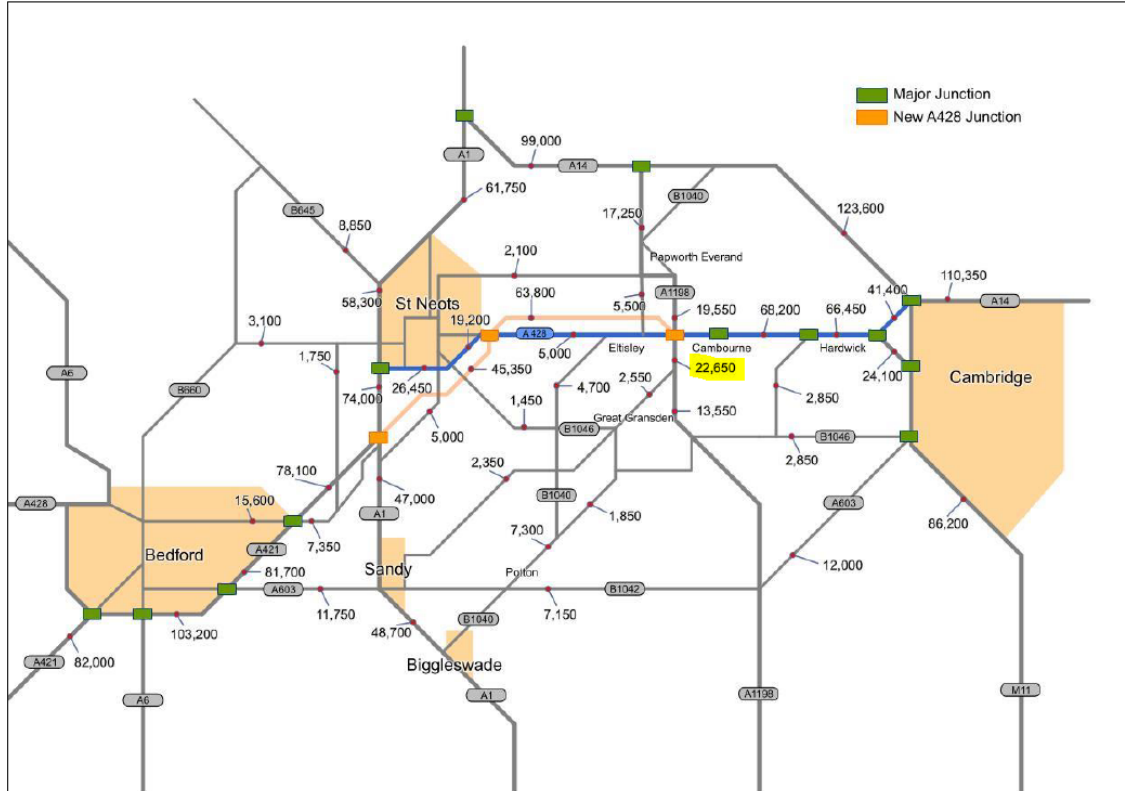 Major Junction
New A428 Junction
A1
99,000
A14
61,750
B1040
B645
17,250
123,600
8,850
2,100
Papworth Everand
63,800
58,300
St Neots
A1198
41,400
110,350
A14
5,500
19,550
68,200
66,450
3,100
19,200
A428
5,000
Eltisley
Cambourne
Hardwick
1,750
26,450
45,350
22,650
24,100
Cambridge
A6
B660
74,000
4,700
2,550
2,850
5,000
1,450
B1046
Great Gransden
13,550
B1046
2,850
78,100
2,350
A428
15,600
47,000
B1040
A603
86,200
7,350
A1
1,850
Bedford
A421
7,300
Sandy
81,700
Potton
12,000
A603
11,750
7,150
B1042
103,200
48,700
B1040
82,000
A421
Biggleswade
A6
A1
A1198
M11